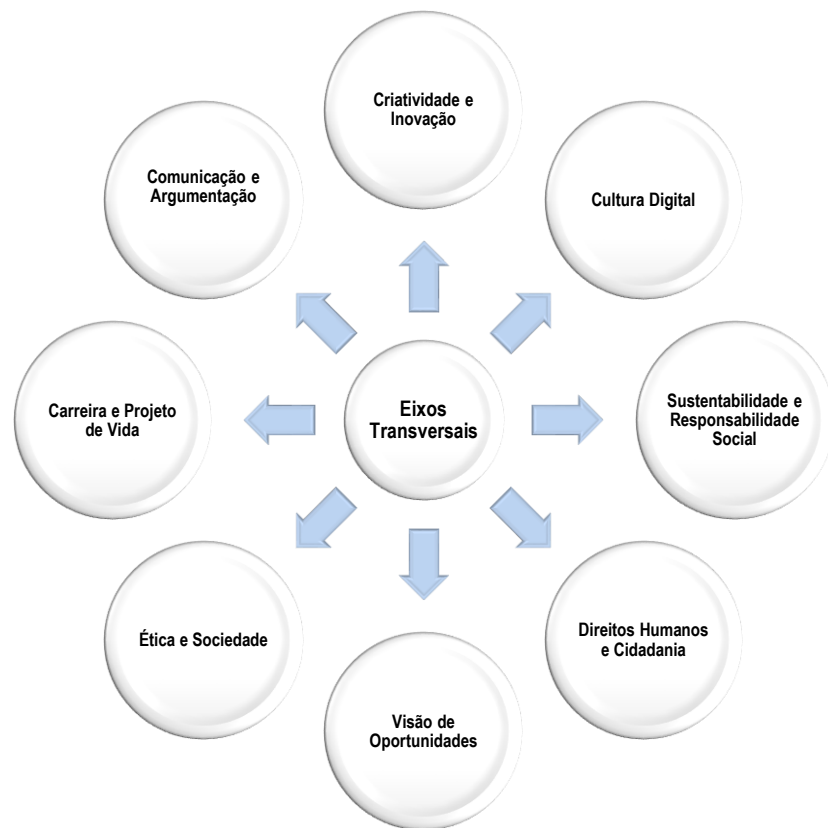 Criatividade e
Inovação
Comunicação e
Argumentação
Cultura Digital
Carreira e Projeto
de Vida
Eixos
Transversais
Sustentabilidade e
Responsabilidade
Social
Ética e Sociedade
Direitos Humanos
e Cidadania
Visão de
Oportunidades